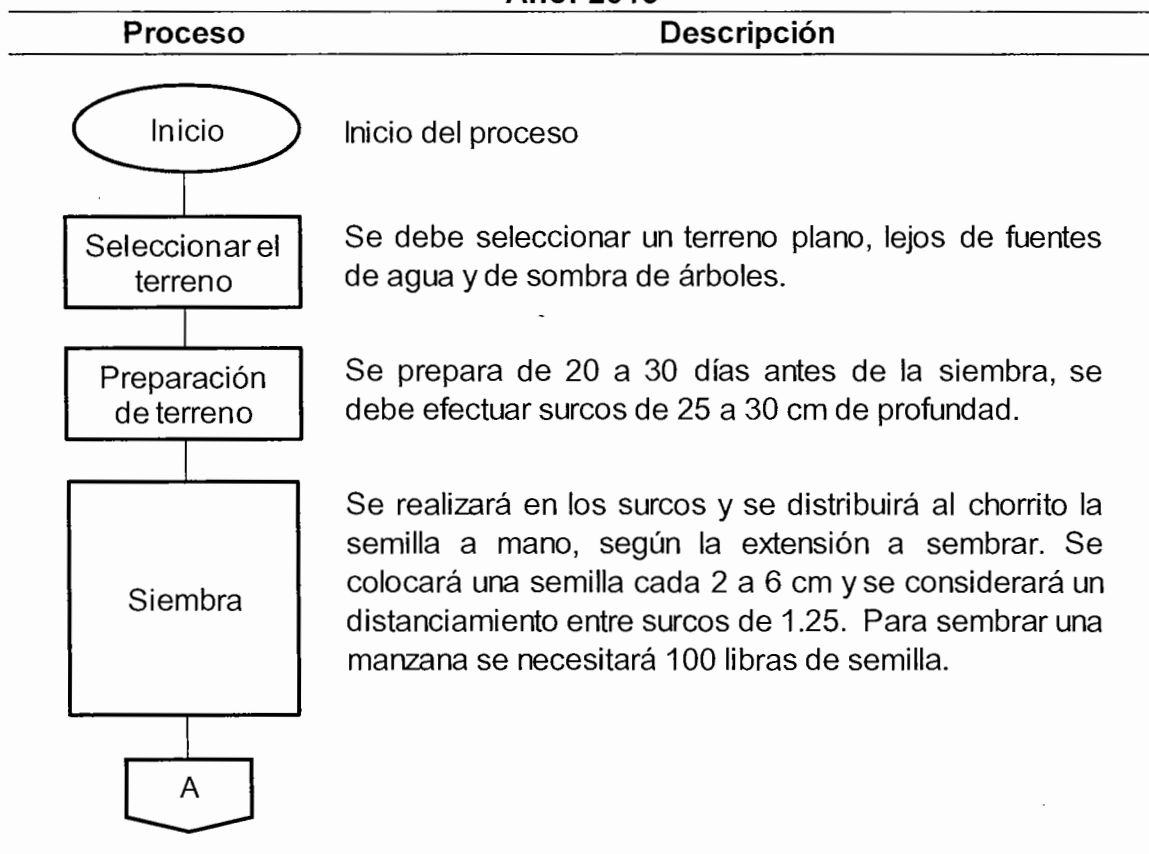 Proceso Descripción
Inicio Inicio del proceso
Seleccionar el terreno
Se debe seleccionar un terreno plano, lejos de fuentes
de agua y de sombra de árboles.
Preparación
de terreno
Se prepara de 20 a 30 días antes de la siembra, se
debe efectuar surcos de 25 a 30 cm de profundad.
Siembra
Se realizará en los surcos y se distribuirá al chorrito la
semilla a mano, según la extensión a sembrar. Se
colocará una semilla cada 2 a 6 cm y se considerará un
distanciamiento entre surcos de 1.25. Para sembrar una
manzana se necesitará 100 libras de semilla.
A